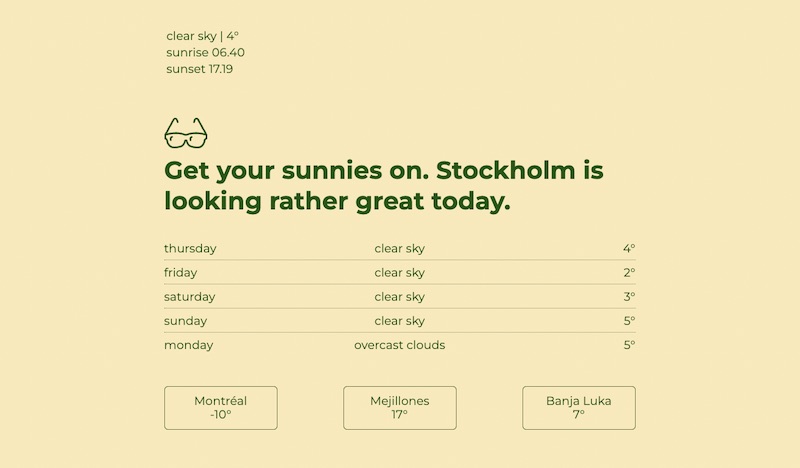 clear sky | 4°
sunrise 06.40
sunset 17.19
Get your sunnies on. Stockholm is
looking rather great today.
thursday clear sky 4°
friday clear sky 2°
saturday clear sky 3°
sunday clear sky 5°
monday overcast clouds 5°
Montréal
-10°
Mejillones
17°
Banja Luka
7°